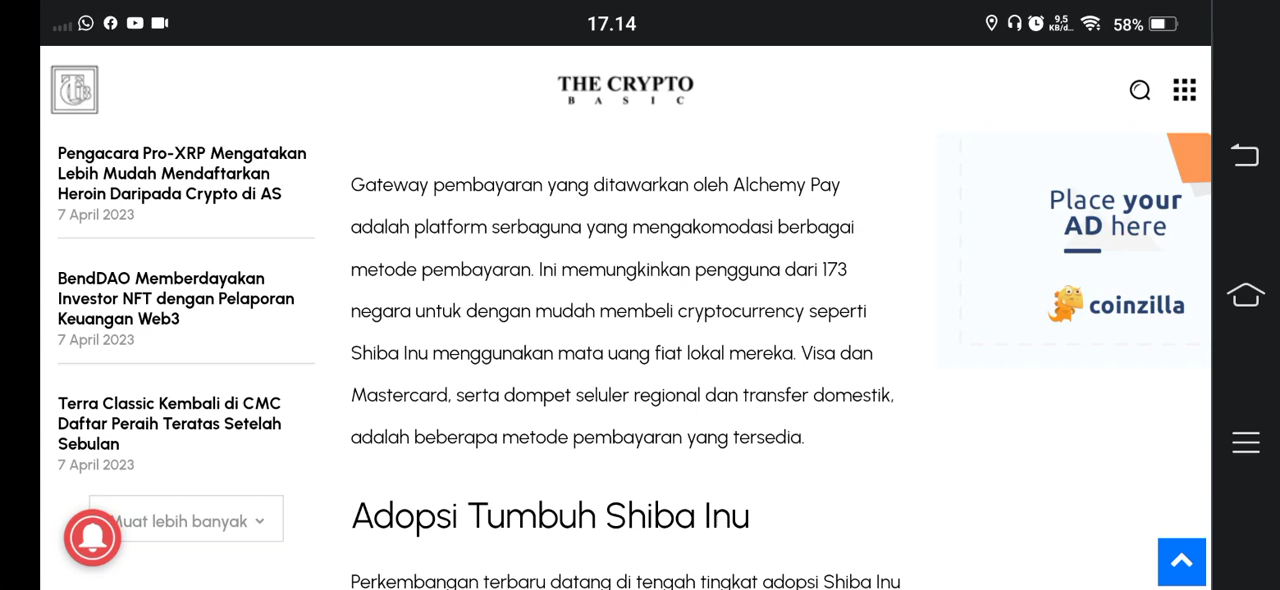 17.14
9,5
KB/d...
58%
THE CRYPTO
BASIC
Pengacara Pro-XRP Mengatakan
Lebih Mudah Mendaftarkan
Heroin Daripada Crypto di AS
7 April 2023
BendDAO Memberdayakan
Investor NFT dengan Pelaporan
Keuangan Web3
7 April 2023
Terra Classic Kembali di CMC
Daftar Peraih Teratas Setelah
Sebulan
7 April 2023
Muat lebih banyak
Gateway pembayaran yang ditawarkan oleh Alchemy Pay
adalah platform serbaguna yang mengakomodasi berbagai
metode pembayaran. Ini memungkinkan pengguna dari 173
negara untuk dengan mudah membeli cryptocurrency seperti
Shiba Inu menggunakan mata uang fiat lokal mereka. Visa dan
Mastercard, serta dompet seluler regional dan transfer domestik,
adalah beberapa metode pembayaran yang tersedia.
Adopsi Tumbuh Shiba Inu
Perkembangan terbaru datang di tengah tingkat adopsi Shiba Inu
Place your
AD here
coinzilla